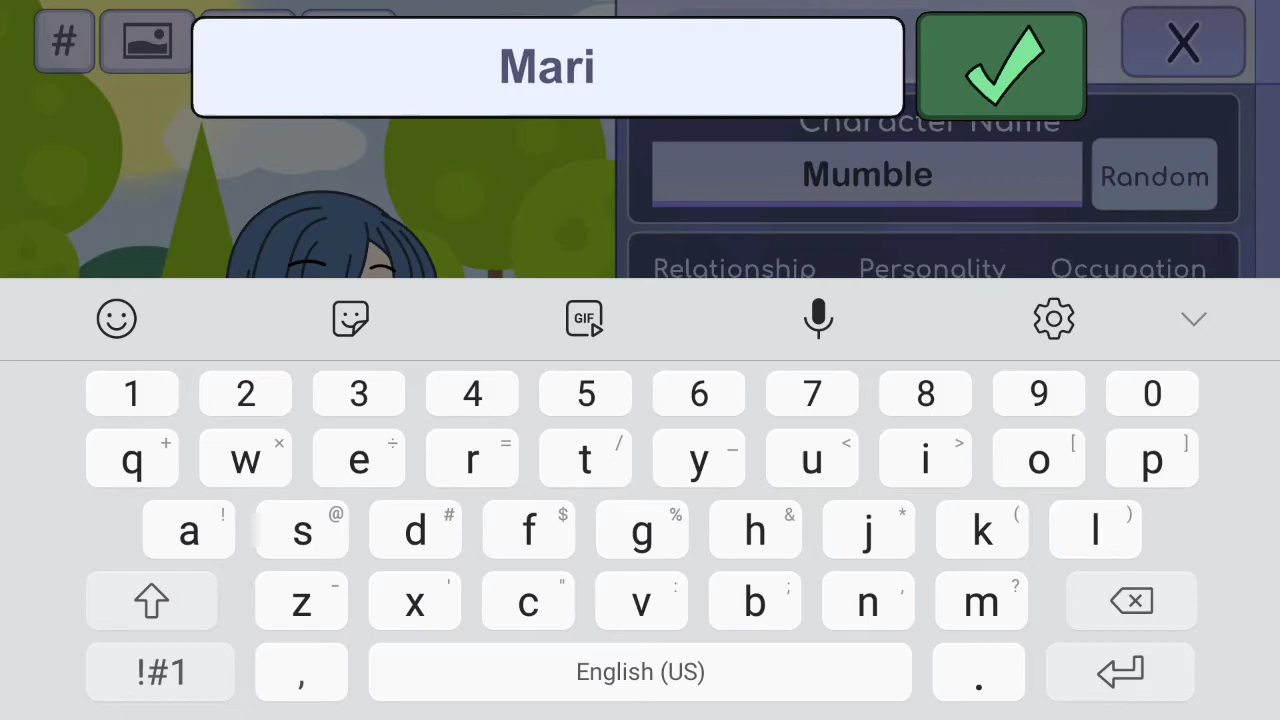 #
Mari
X
Character Name
Mumble
Random
Relationship Personality Occupation
GIF
1 2 3 4 5 6 7 8 9 0
q + w × e ÷ r = t / y _ u < i > o [ p ]
a ! s @ d # f $ g % h & j * k ( l )
z - x ' c " v : b ; n , m ?
!#1 , English (US) .